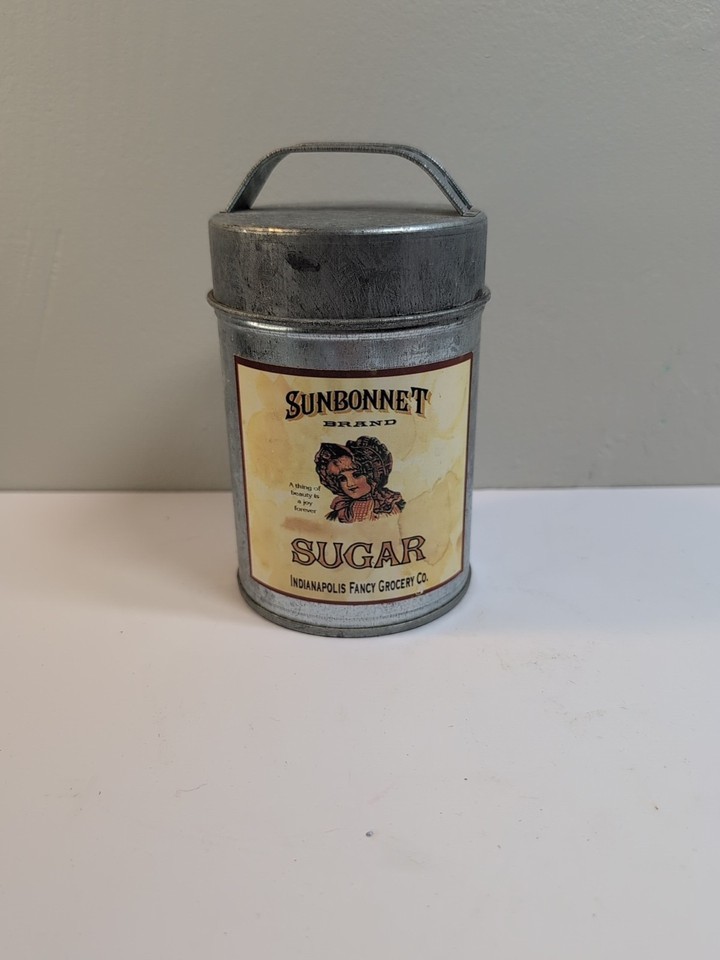 SUNBONNET
BRAND
A thing of
beauty is
a joy
forever
SUGAR
INDIANAPOLIS FANCY GROCERY CO.